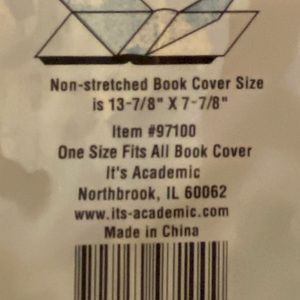 Non-stretched Book Cover Size
is 13-7/8" X 7-7/8"
Item #97100
One Size Fits All Book Cover
It's Academic
Northbrook, IL 60062
www.its-academic.com
Made in China